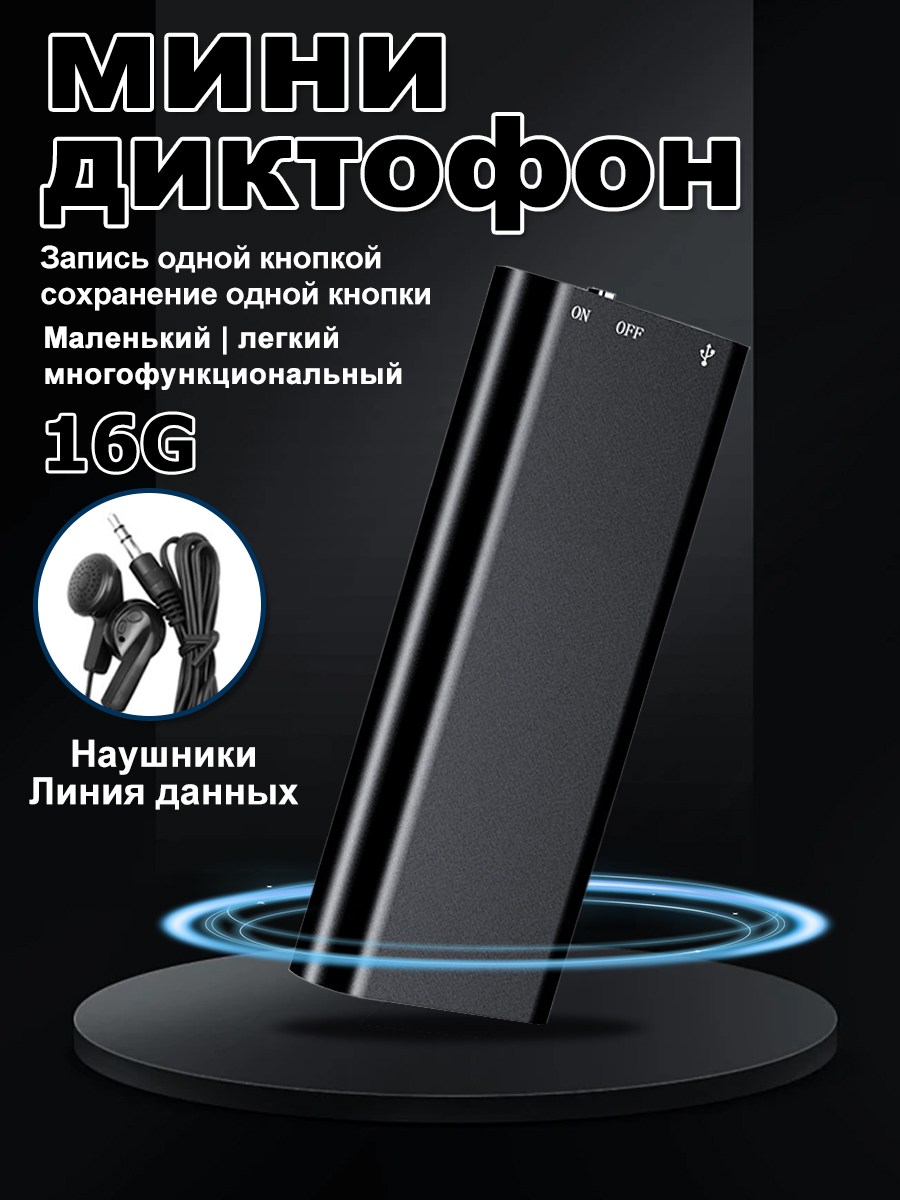 мини
диктофон
Запись одной кнопкой
сохранение одной кнопки
Маленький | легкий
многофункциональный
16G
ON OFF
Наушники
Линия данных